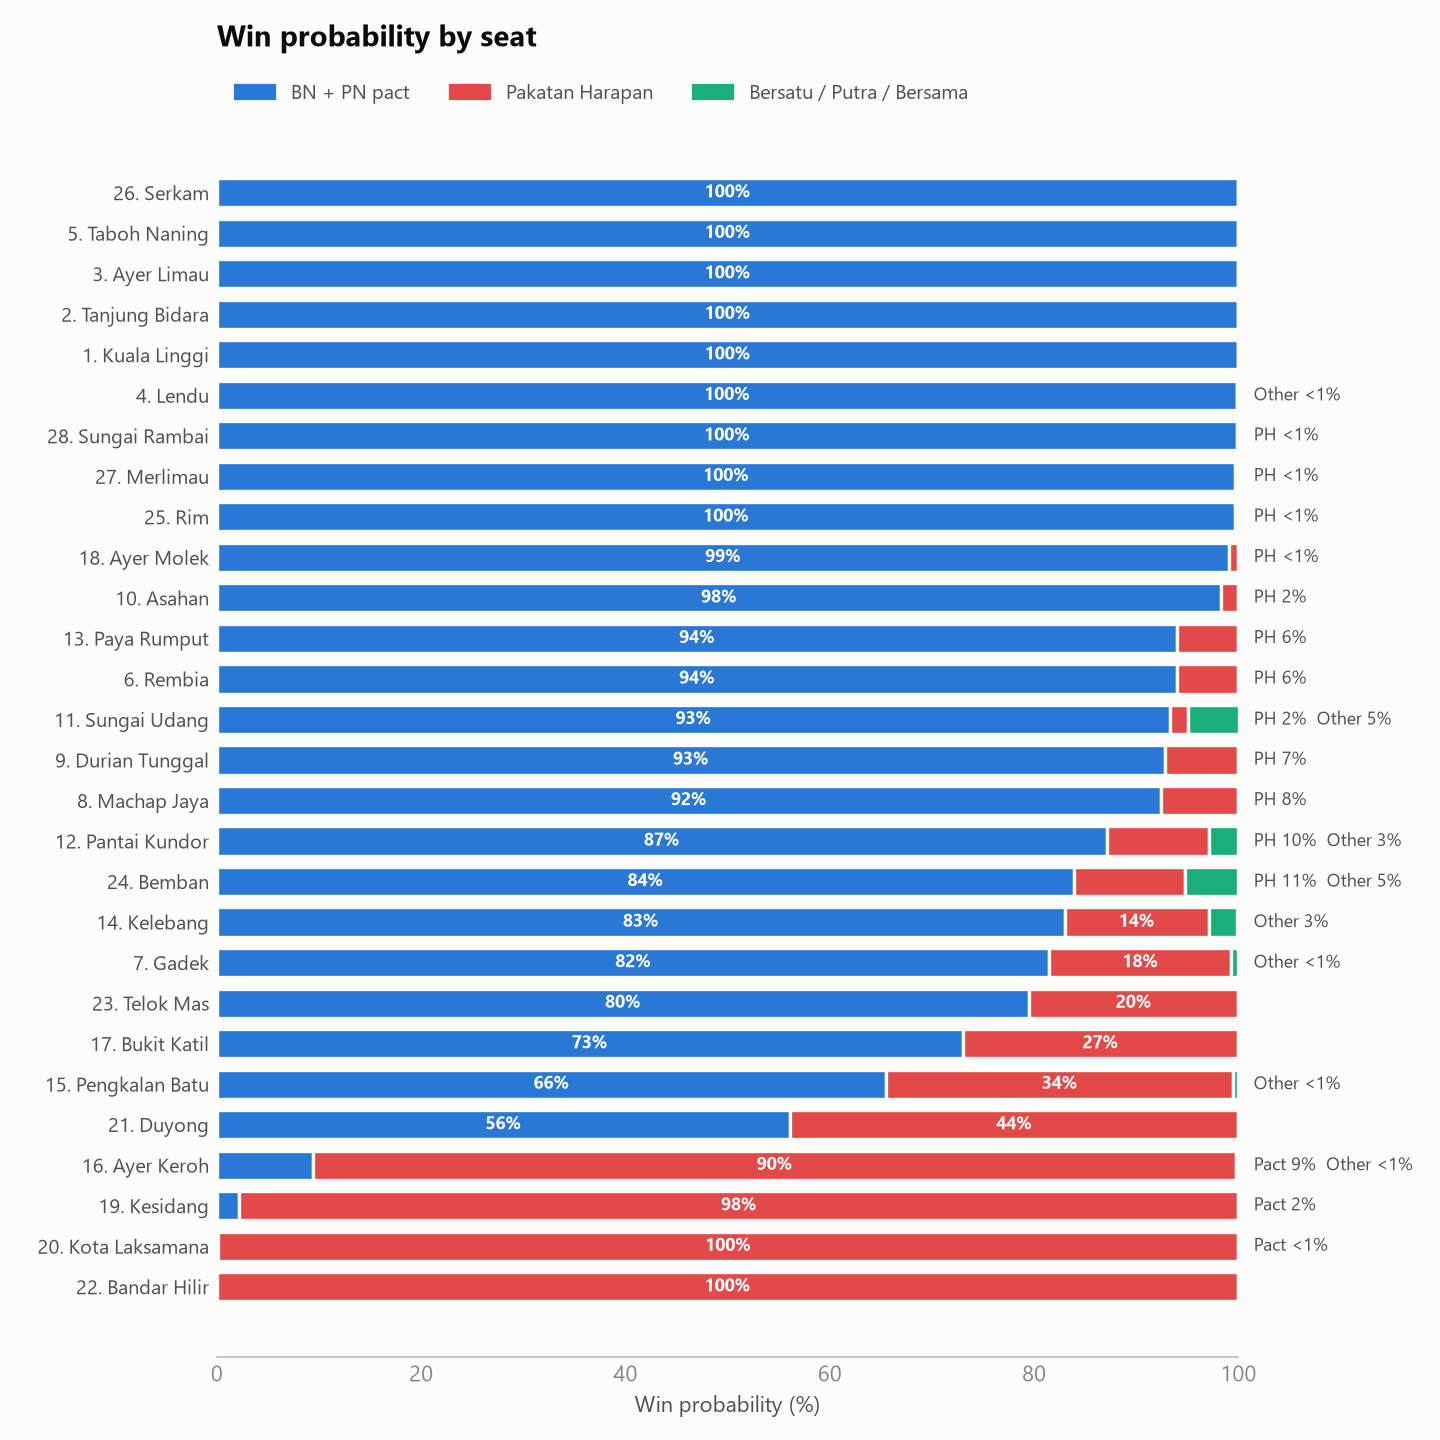 Win probability by seat
BN + PN pact Pakatan Harapan Bersatu / Putra / Bersama
26. Serkam 100%
5. Taboh Naning 100%
3. Ayer Limau 100%
2. Tanjung Bidara 100%
1. Kuala Linggi 100%
4. Lendu 100% Other <1%
28. Sungai Rambai 100% PH <1%
27. Merlimau 100% PH <1%
25. Rim 100% PH <1%
18. Ayer Molek 99% PH <1%
10. Asahan 98% PH 2%
13. Paya Rumput 94% PH 6%
6. Rembia 94% PH 6%
11. Sungai Udang 93% PH 2% Other 5%
9. Durian Tunggal 93% PH 7%
8. Machap Jaya 92% PH 8%
12. Pantai Kundor 87% PH 10% Other 3%
24. Bemban 84% PH 11% Other 5%
14. Kelebang 83% 14% Other 3%
7. Gadek 82% 18% Other <1%
23. Telok Mas 80% 20%
17. Bukit Katil 73% 27%
15. Pengkalan Batu 66% 34% Other <1%
21. Duyong 56% 44%
16. Ayer Keroh 90% Pact 9% Other <1%
19. Kesidang 98% Pact 2%
20. Kota Laksamana 100% Pact <1%
22. Bandar Hilir 100%
0 20 40 60 80 100
Win probability (%)